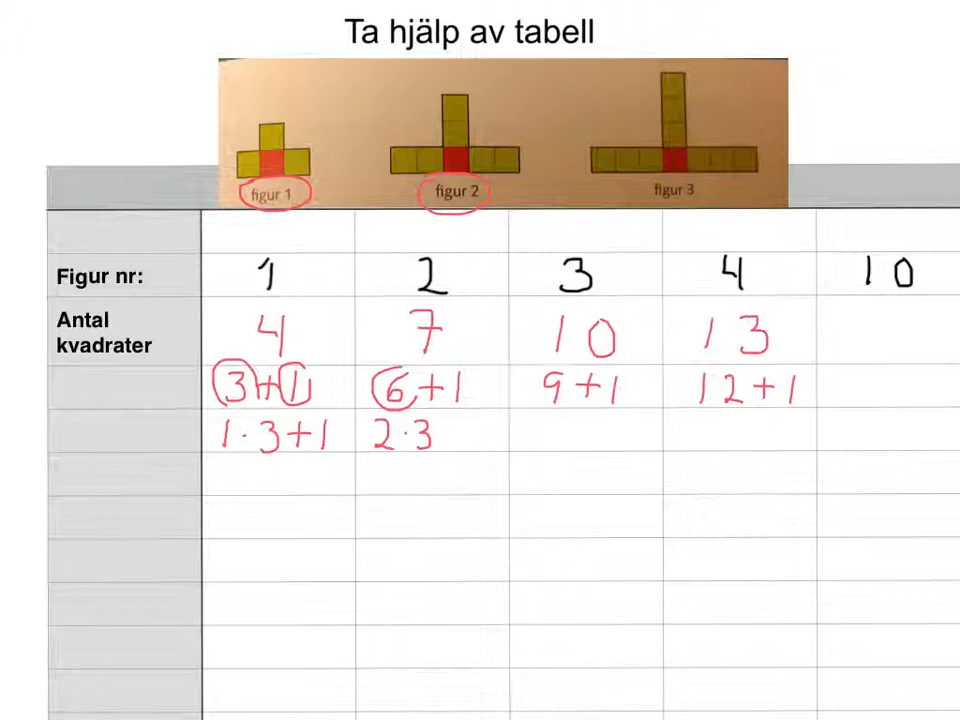 Ta hjälp av tabell
figur 1 figur 2 figur 3
Figur nr: 1 2 3 4 10
Antal kvadrater 4 7 10 13
3+1 6+1 9+1 12+1
1·3+1 2·3